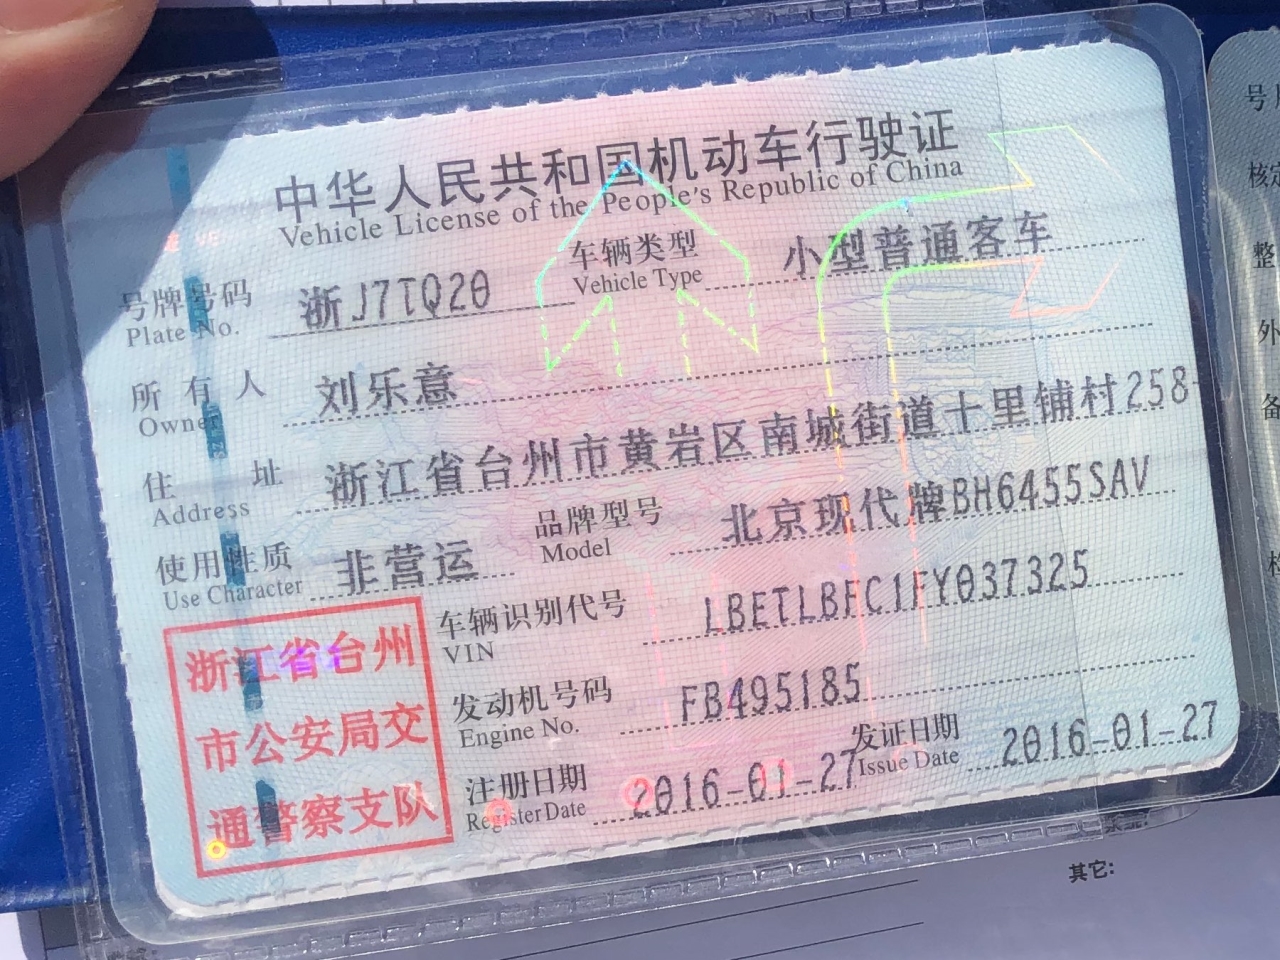 中华人民共和国机动车行驶证
Vehicle License of the People's Republic of China
号牌号码 浙J7TQ20 车辆类型 小型普通客车
Plate No. Vehicle Type
所有人 刘乐意
Owner
住址 浙江省台州市黄岩区南城街道十里铺村258-
Address
使用性质 非营运 品牌型号 北京现代牌BH6455SAV
Use Character Model
车辆识别代号 LBETLBFC1FY037325
VIN
发动机号码 FB495185
Engine No.
注册日期 2016-01-27 发证日期 2016-01-27
Register Date Issue Date
浙江省台州
市公安局交
通警察支队
号
核定
整
外
备
其它: